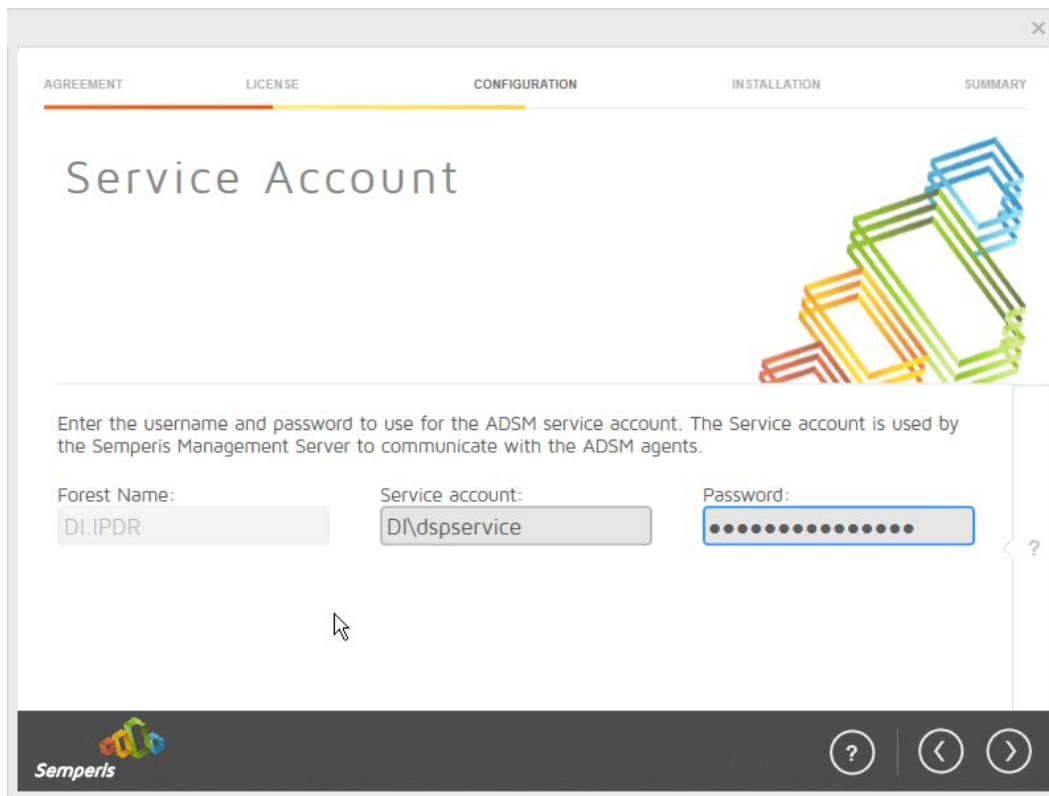 AGREEMENT LICENSE CONFIGURATION INSTALLATION SUMMARY
Service Account
Enter the username and password to use for the ADSM service account. The Service account is used by
the Semperis Management Server to communicate with the ADSM agents.
Forest Name: Service account: Password:
DI.IPDR DI\dspservice ●●●●●●●●●●●●●●●
?
Semperis ?